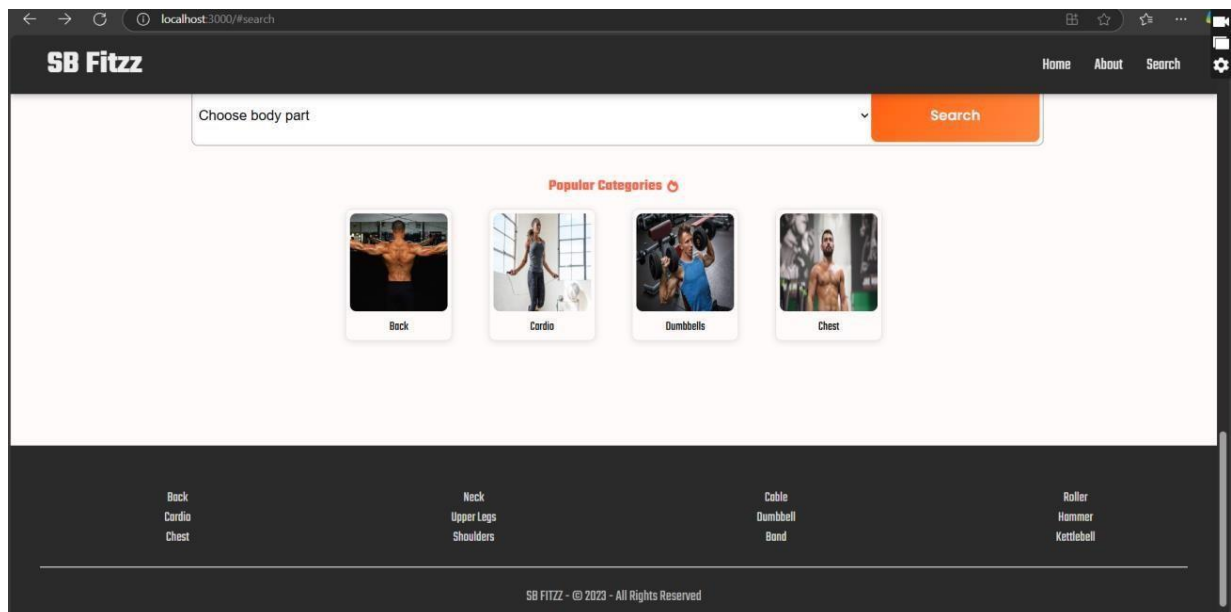 localhost:3000/#search
SB Fitzz
Home About Search
Choose body part
Search
Popular Categories
Back Cardio Dumbbells Chest
Back Neck Cable Roller
Cardio Upper Legs Dumbbell Hammer
Chest Shoulders Band Kettlebell
SB FITZZ - © 2023 - All Rights Reserved